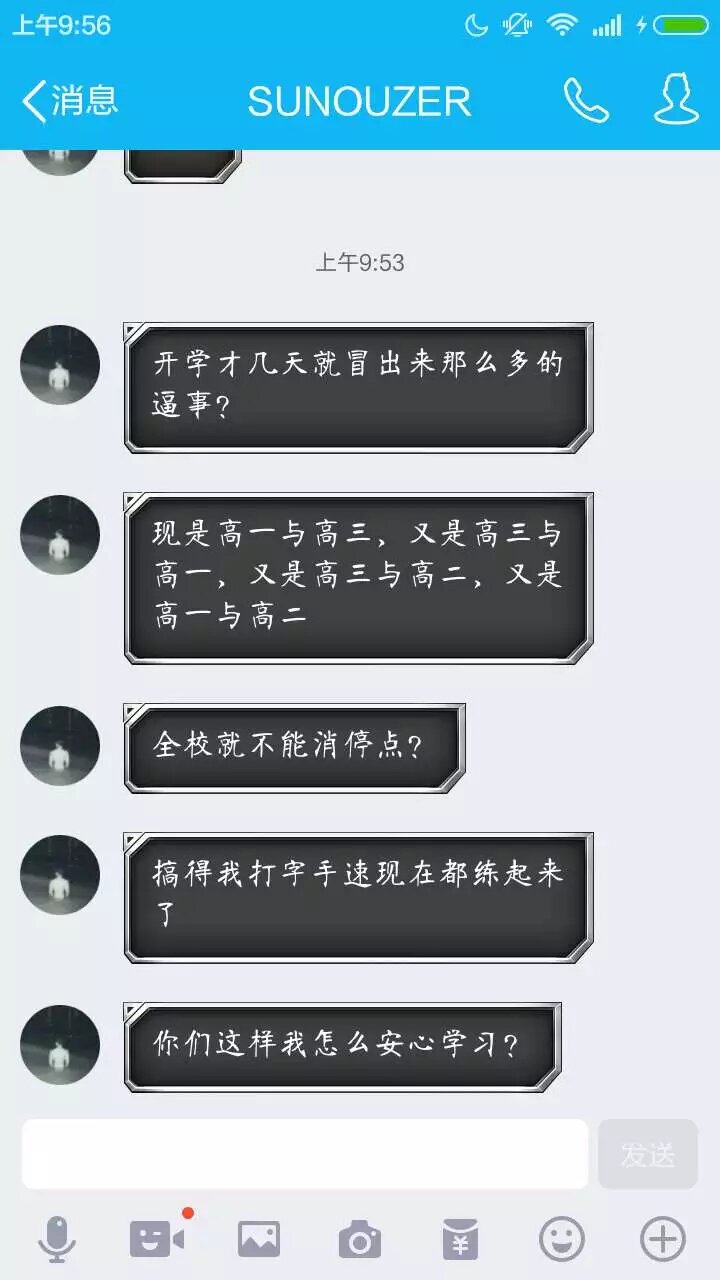 上午9:56
消息
SUNOUZER
上午9:53
开学才几天就冒出来那么多的
逼事?
现是高一与高三，又是高三与
高一，又是高三与高二，又是
高一与高二
全校就不能消停点?
搞得我打字手速现在都练起来
了
你们这样我怎么安心学习?
发送